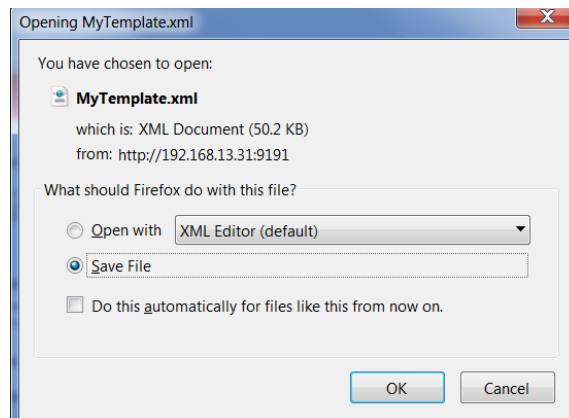 Opening MyTemplate.xml
You have chosen to open:
MyTemplate.xml
which is: XML Document (50.2 KB)
from: http://192.168.13.31:9191
What should Firefox do with this file?
Open with XML Editor (default)
Save File
Do this automatically for files like this from now on.
OK Cancel